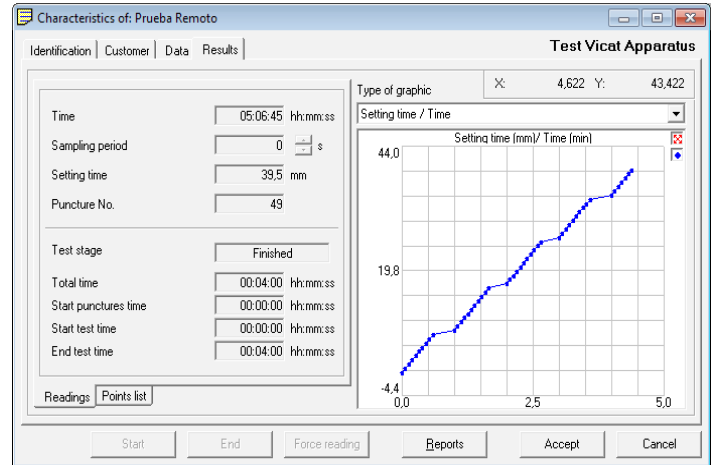 Characteristics of: Prueba Remoto
Identification Customer Data Results
Test Vicat Apparatus
Time 05:06:45 hh:mm:ss
Sampling period 0 s
Setting time 39,5 mm
Puncture No. 49
Test stage Finished
Total time 00:04:00 hh:mm:ss
Start punctures time 00:00:00 hh:mm:ss
Start test time 00:00:00 hh:mm:ss
End test time 00:04:00 hh:mm:ss
Readings Points list
Type of graphic X: 4,622 Y: 43,422
Setting time / Time
Setting time (mm)/ Time (min)
44,0
19,8
-4,4
0,0 2,5 5,0
Start End Force reading Reports Accept Cancel